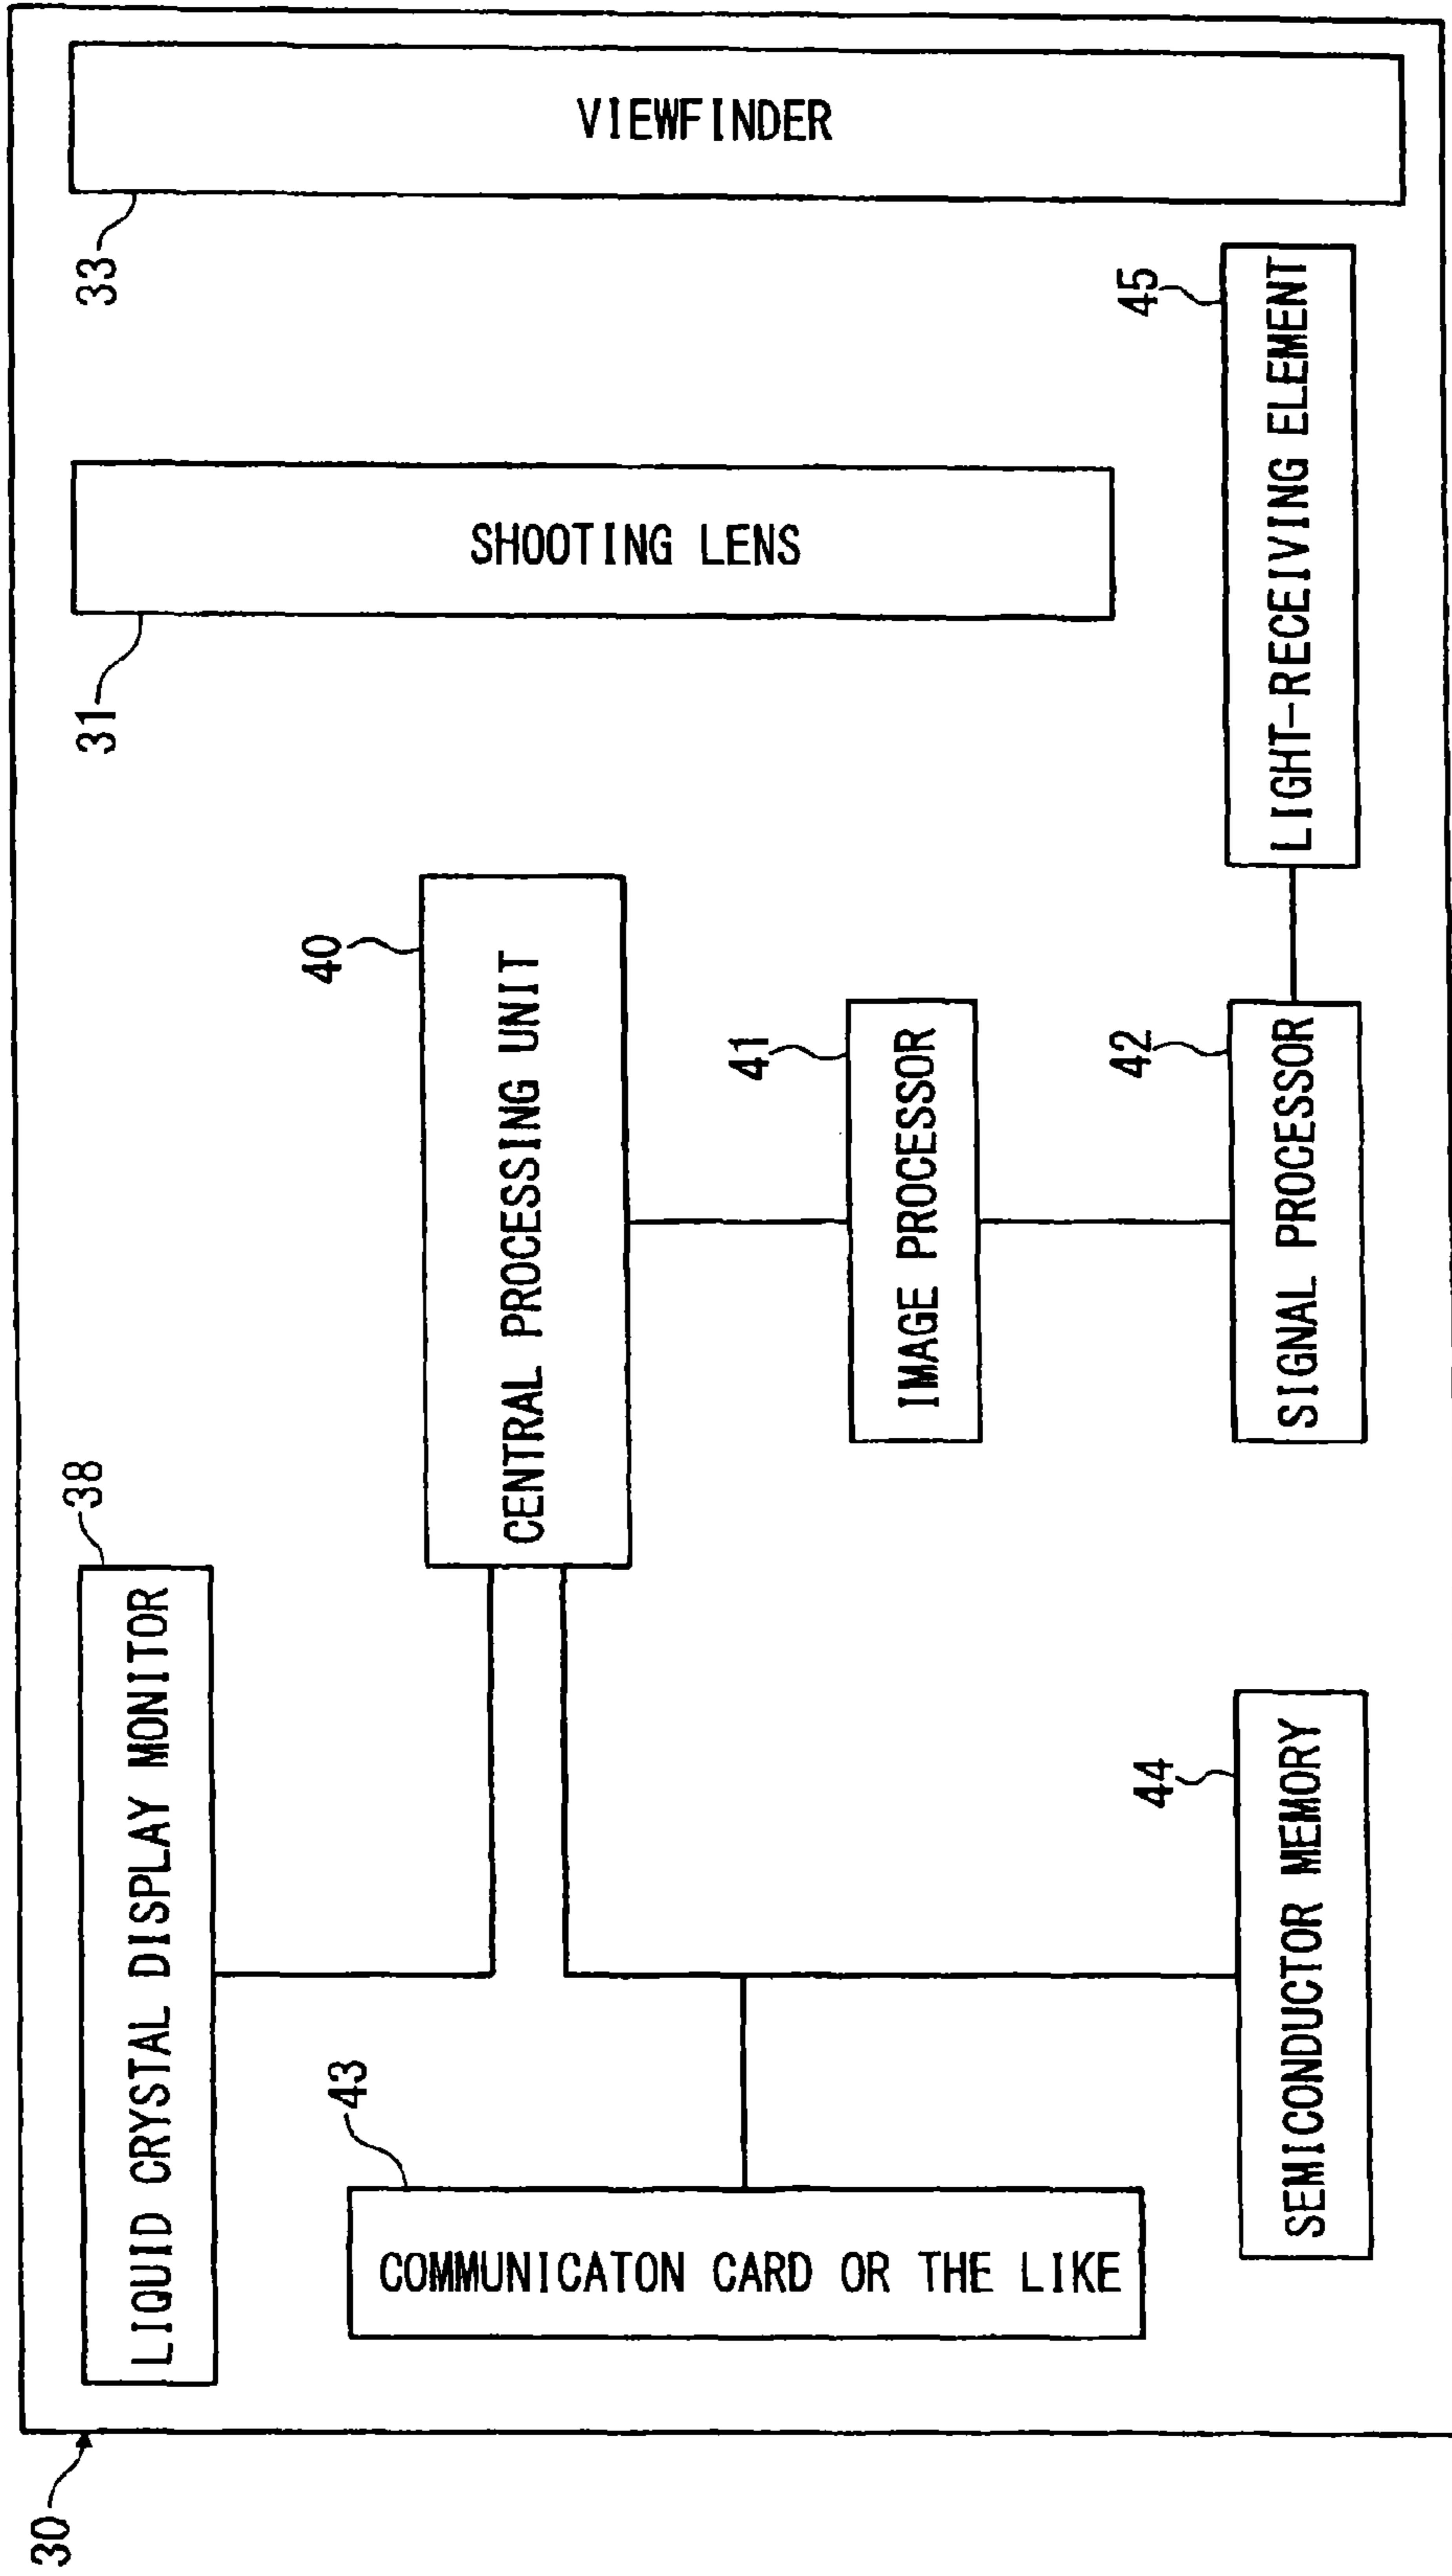 30
LIQUID CRYSTAL DISPLAY MONITOR
38
43
COMMUNICATON CARD OR THE LIKE
44
SEMICONDUCTOR MEMORY
40
CENTRAL PROCESSING UNIT
41
IMAGE PROCESSOR
42
SIGNAL PROCESSOR
31
SHOOTING LENS
45
LIGHT-RECEIVING ELEMENT
33
VIEWFINDER